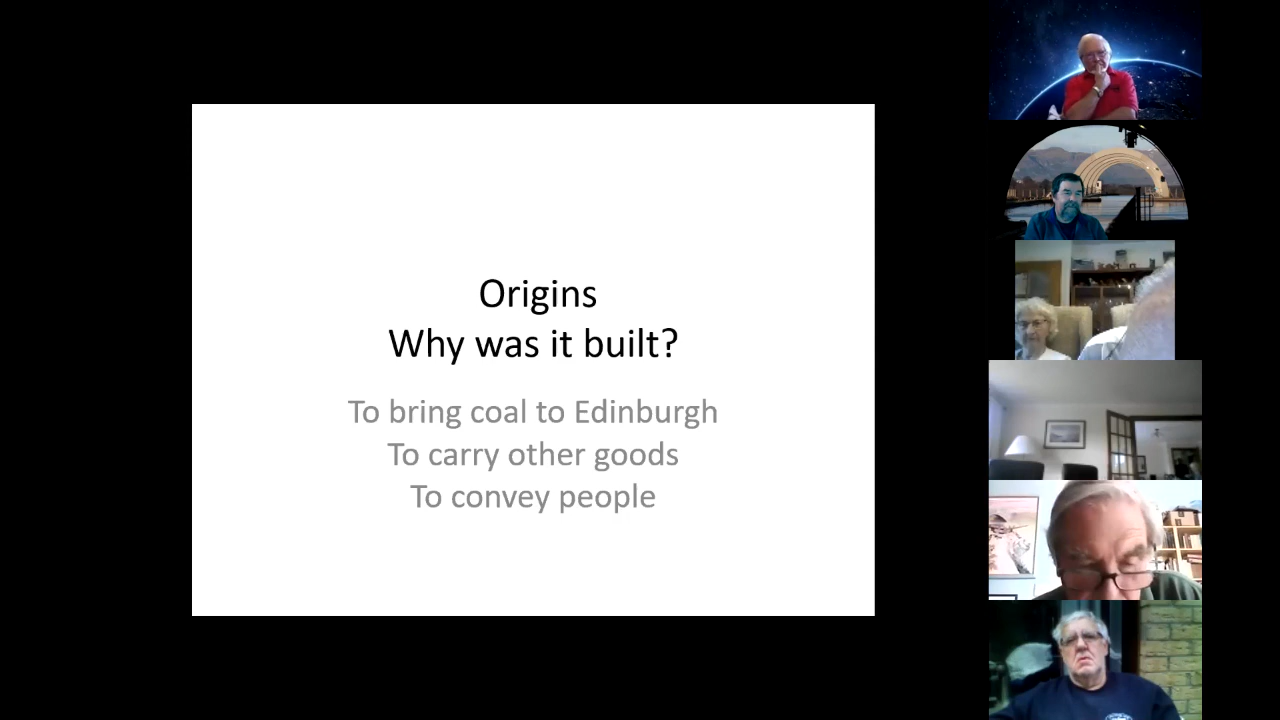 Origins
Why was it built?
To bring coal to Edinburgh
To carry other goods
To convey people